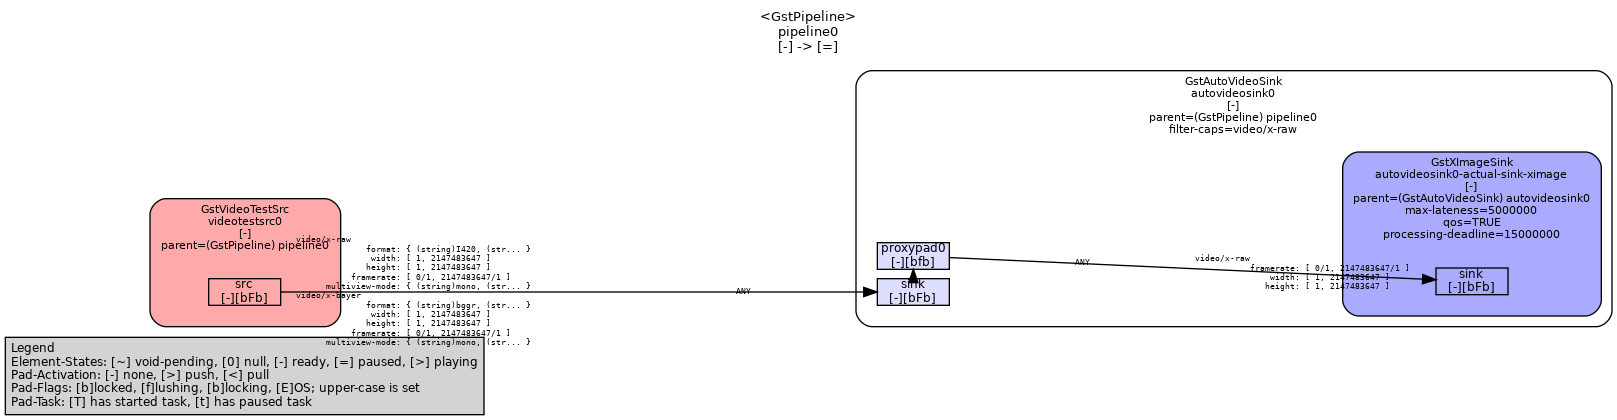 <GstPipeline>
pipeline0
[-] -> [=]
GstAutoVideoSink
autovideosink0
[-]
parent=(GstPipeline) pipeline0
filter-caps=video/x-raw
GstXImageSink
autovideosink0-actual-sink-ximage
[-]
parent=(GstAutoVideoSink) autovideosink0
max-lateness=5000000
qos=TRUE
processing-deadline=15000000
GstVideoTestSrc
videotestsrc0
[-]
parent=(GstPipeline) pipeline0
src
[-][bFb]
video/x-raw
format: { (string)I420, (str... }
width: [ 1, 2147483647 ]
height: [ 1, 2147483647 ]
framerate: [ 0/1, 2147483647/1 ]
multiview-mode: { (string)mono, (str... }
video/x-bayer
format: { (string)bggr, (str... }
width: [ 1, 2147483647 ]
height: [ 1, 2147483647 ]
framerate: [ 0/1, 2147483647/1 ]
multiview-mode: { (string)mono, (str... }
ANY
proxypad0
[-][bfb]
sink
[-][bFb]
ANY
video/x-raw
framerate: [ 0/1, 2147483647/1 ]
width: [ 1, 2147483647 ]
height: [ 1, 2147483647 ]
sink
[-][bFb]
Legend
Element-States: [~] void-pending, [0] null, [-] ready, [=] paused, [>] playing
Pad-Activation: [-] none, [>] push, [<] pull
Pad-Flags: [b]locked, [f]lushing, [b]locking, [E]OS; upper-case is set
Pad-Task: [T] has started task, [t] has paused task